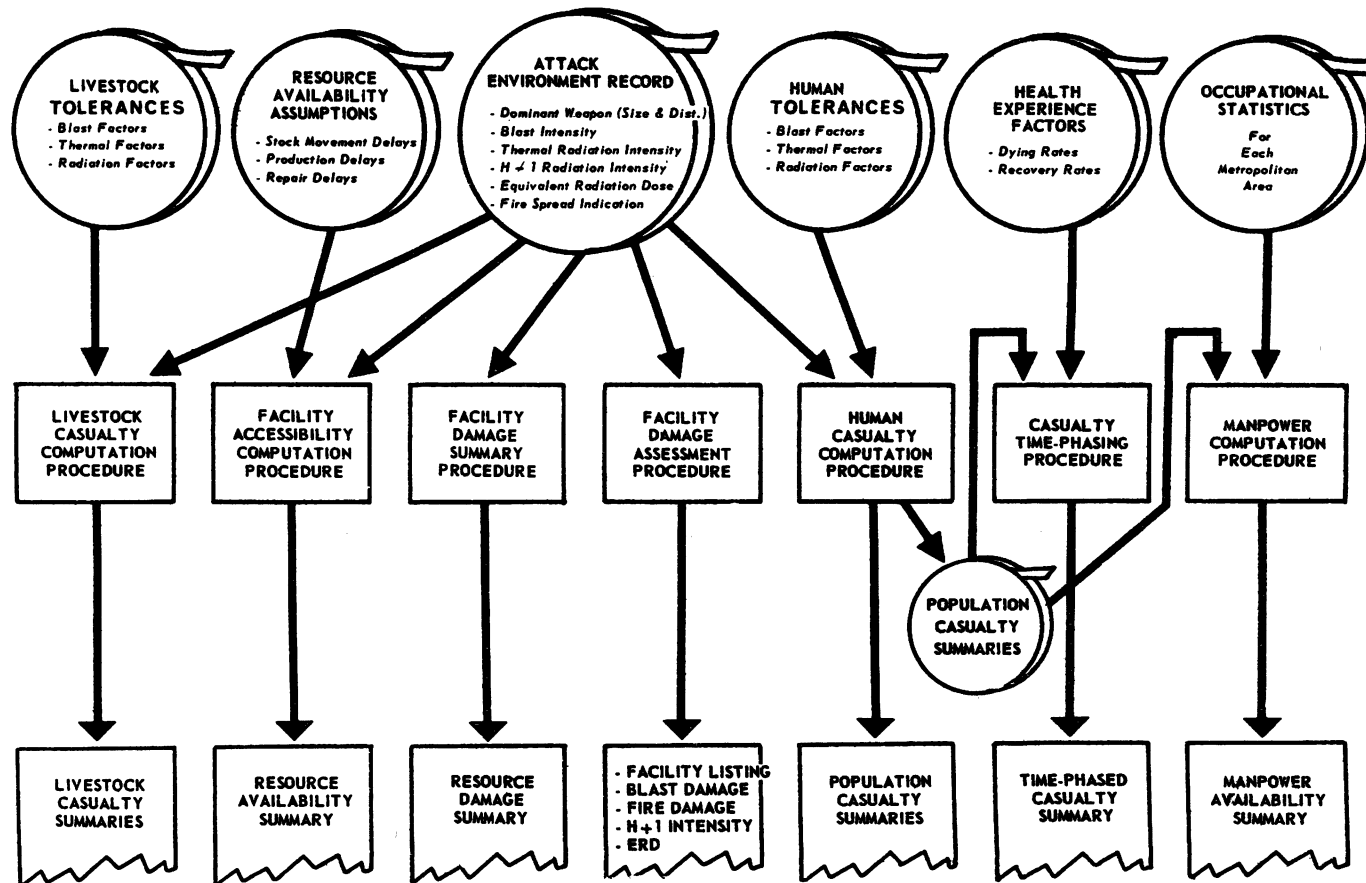 LIVESTOCK
TOLERANCES
- Blast Factors
- Thermal Factors
- Radiation Factors
RESOURCE
AVAILABILITY
ASSUMPTIONS
- Stock Movement Delays
- Production Delays
- Repair Delays
ATTACK
ENVIRONMENT RECORD
- Dominant Weapon (Size & Dist.)
- Blast Intensity
- Thermal Radiation Intensity
- H + 1 Radiation Intensity
- Equivalent Radiation Dose
- Fire Spread Indication
HUMAN
TOLERANCES
- Blast Factors
- Thermal Factors
- Radiation Factors
HEALTH
EXPERIENCE
FACTORS
- Dying Rates
- Recovery Rates
OCCUPATIONAL
STATISTICS
For
Each
Metropolitan
Area
LIVESTOCK
CASUALTY
COMPUTATION
PROCEDURE
FACILITY
ACCESSIBILITY
COMPUTATION
PROCEDURE
FACILITY
DAMAGE
SUMMARY
PROCEDURE
FACILITY
DAMAGE
ASSESSMENT
PROCEDURE
HUMAN
CASUALTY
COMPUTATION
PROCEDURE
CASUALTY
TIME-PHASING
PROCEDURE
MANPOWER
COMPUTATION
PROCEDURE
POPULATION
CASUALTY
SUMMARIES
LIVESTOCK
CASUALTY
SUMMARIES
RESOURCE
AVAILABILITY
SUMMARY
RESOURCE
DAMAGE
SUMMARY
- FACILITY LISTING
- BLAST DAMAGE
- FIRE DAMAGE
- H+1 INTENSITY
- ERD
POPULATION
CASUALTY
SUMMARIES
TIME-PHASED
CASUALTY
SUMMARY
MANPOWER
AVAILABILITY
SUMMARY